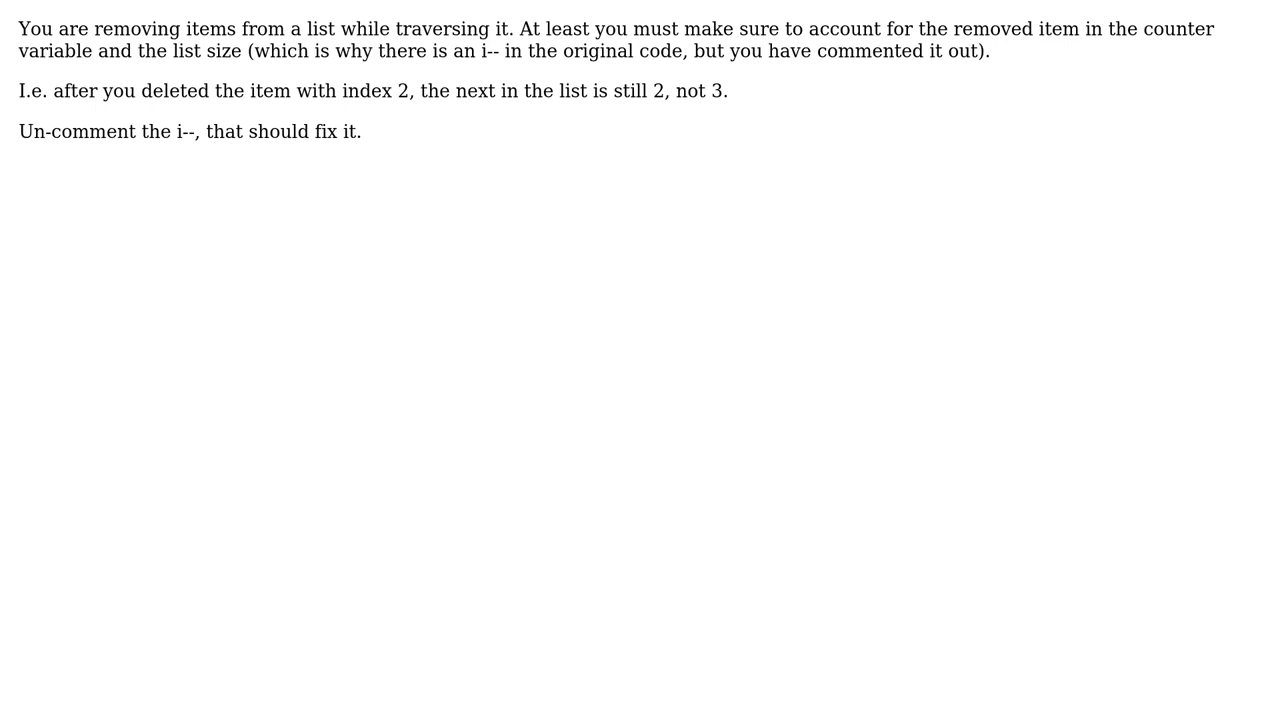 You are removing items from a list while traversing it. At least you must make sure to account for the removed item in the counter
variable and the list size (which is why there is an i-- in the original code, but you have commented it out).
I.e. after you deleted the item with index 2, the next in the list is still 2, not 3.
Un-comment the i--, that should fix it.